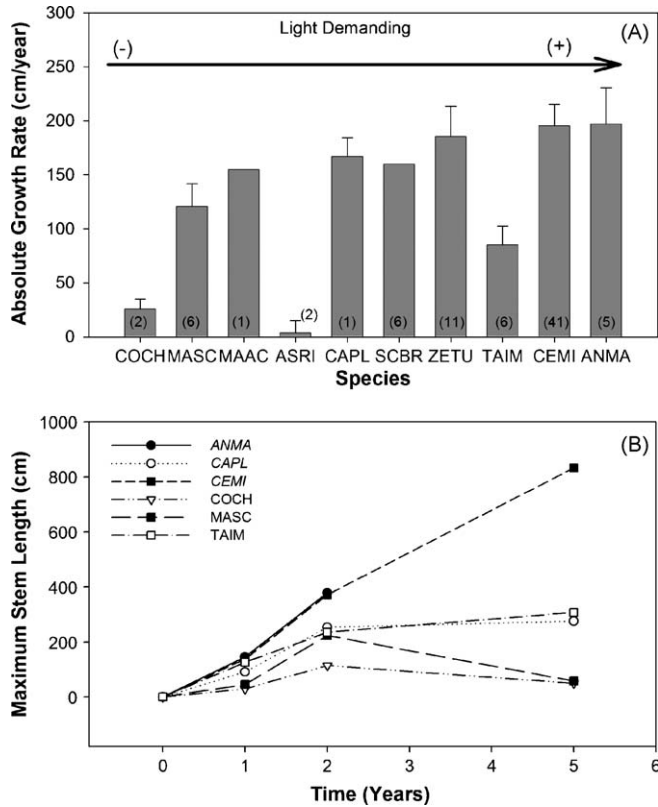 300
Light Demanding
(A)
(-)
(+)
250
200
150
100
50
0
Absolute Growth Rate (cm/year)
(2)
(6)
(1)
(2)
(1)
(6)
(11)
(6)
(41)
(5)
COCH MASC MAAC ASRI CAPL SCBR ZETU TAIM CEMI ANMA
Species
1000
(B)
ANMA
CAPL
CEMI
COCH
MASC
TAIM
800
600
400
200
0
Maximum Stem Length (cm)
0 1 2 3 4 5 6
Time (Years)